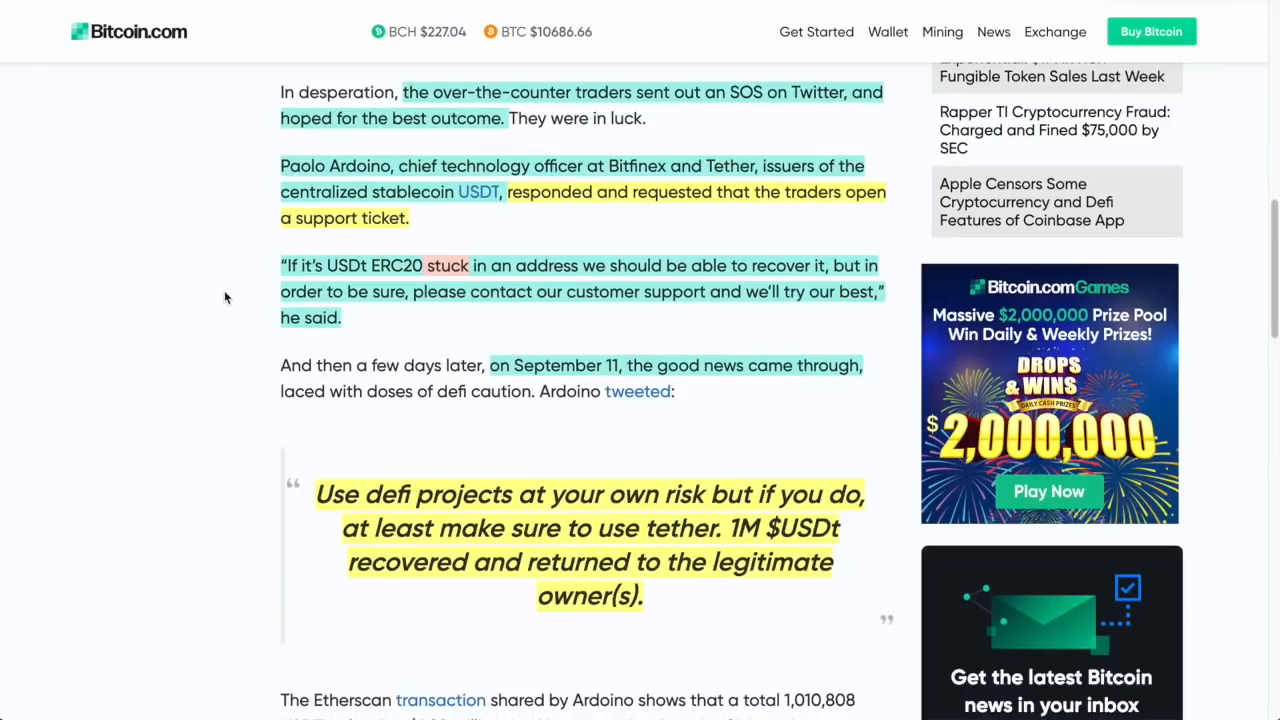 Bitcoin.com
BCH $227.04
BTC $10686.66
Get Started
Wallet
Mining
News
Exchange
Buy Bitcoin
In desperation, the over-the-counter traders sent out an SOS on Twitter, and
hoped for the best outcome. They were in luck.
Paolo Ardoino, chief technology officer at Bitfinex and Tether, issuers of the
centralized stablecoin USDT, responded and requested that the traders open
a support ticket.
“If it’s USDt ERC20 stuck in an address we should be able to recover it, but in
order to be sure, please contact our customer support and we’ll try our best,”
he said.
And then a few days later, on September 11, the good news came through,
laced with doses of defi caution. Ardoino tweeted:
“
Use defi projects at your own risk but if you do,
at least make sure to use tether. 1M $USDt
recovered and returned to the legitimate
owner(s).
”
The Etherscan transaction shared by Ardoino shows that a total 1,010,808
Fungible Token Sales Last Week
Rapper TI Cryptocurrency Fraud:
Charged and Fined $75,000 by
SEC
Apple Censors Some
Cryptocurrency and Defi
Features of Coinbase App
Bitcoin.comGames
Massive $2,000,000 Prize Pool
Win Daily & Weekly Prizes!
DROPS
& WINS
DAILY CASH PRIZES
$2,000,000
Play Now
Get the latest Bitcoin
news in your inbox